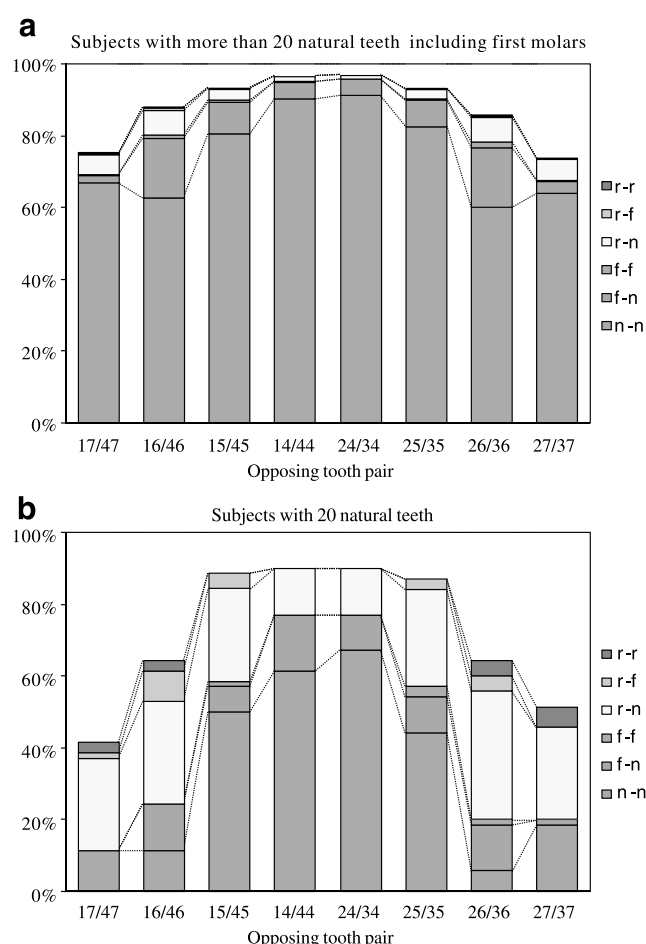 a
Subjects with more than 20 natural teeth including first molars
100%
80%
60%
40%
20%
0%
17/47 16/46 15/45 14/44 24/34 25/35 26/36 27/37
Opposing tooth pair
r-r
r-f
r-n
f-f
f-n
n-n
b
Subjects with 20 natural teeth
100%
80%
60%
40%
20%
0%
17/47 16/46 15/45 14/44 24/34 25/35 26/36 27/37
Opposing tooth pair
r-r
r-f
r-n
f-f
f-n
n-n